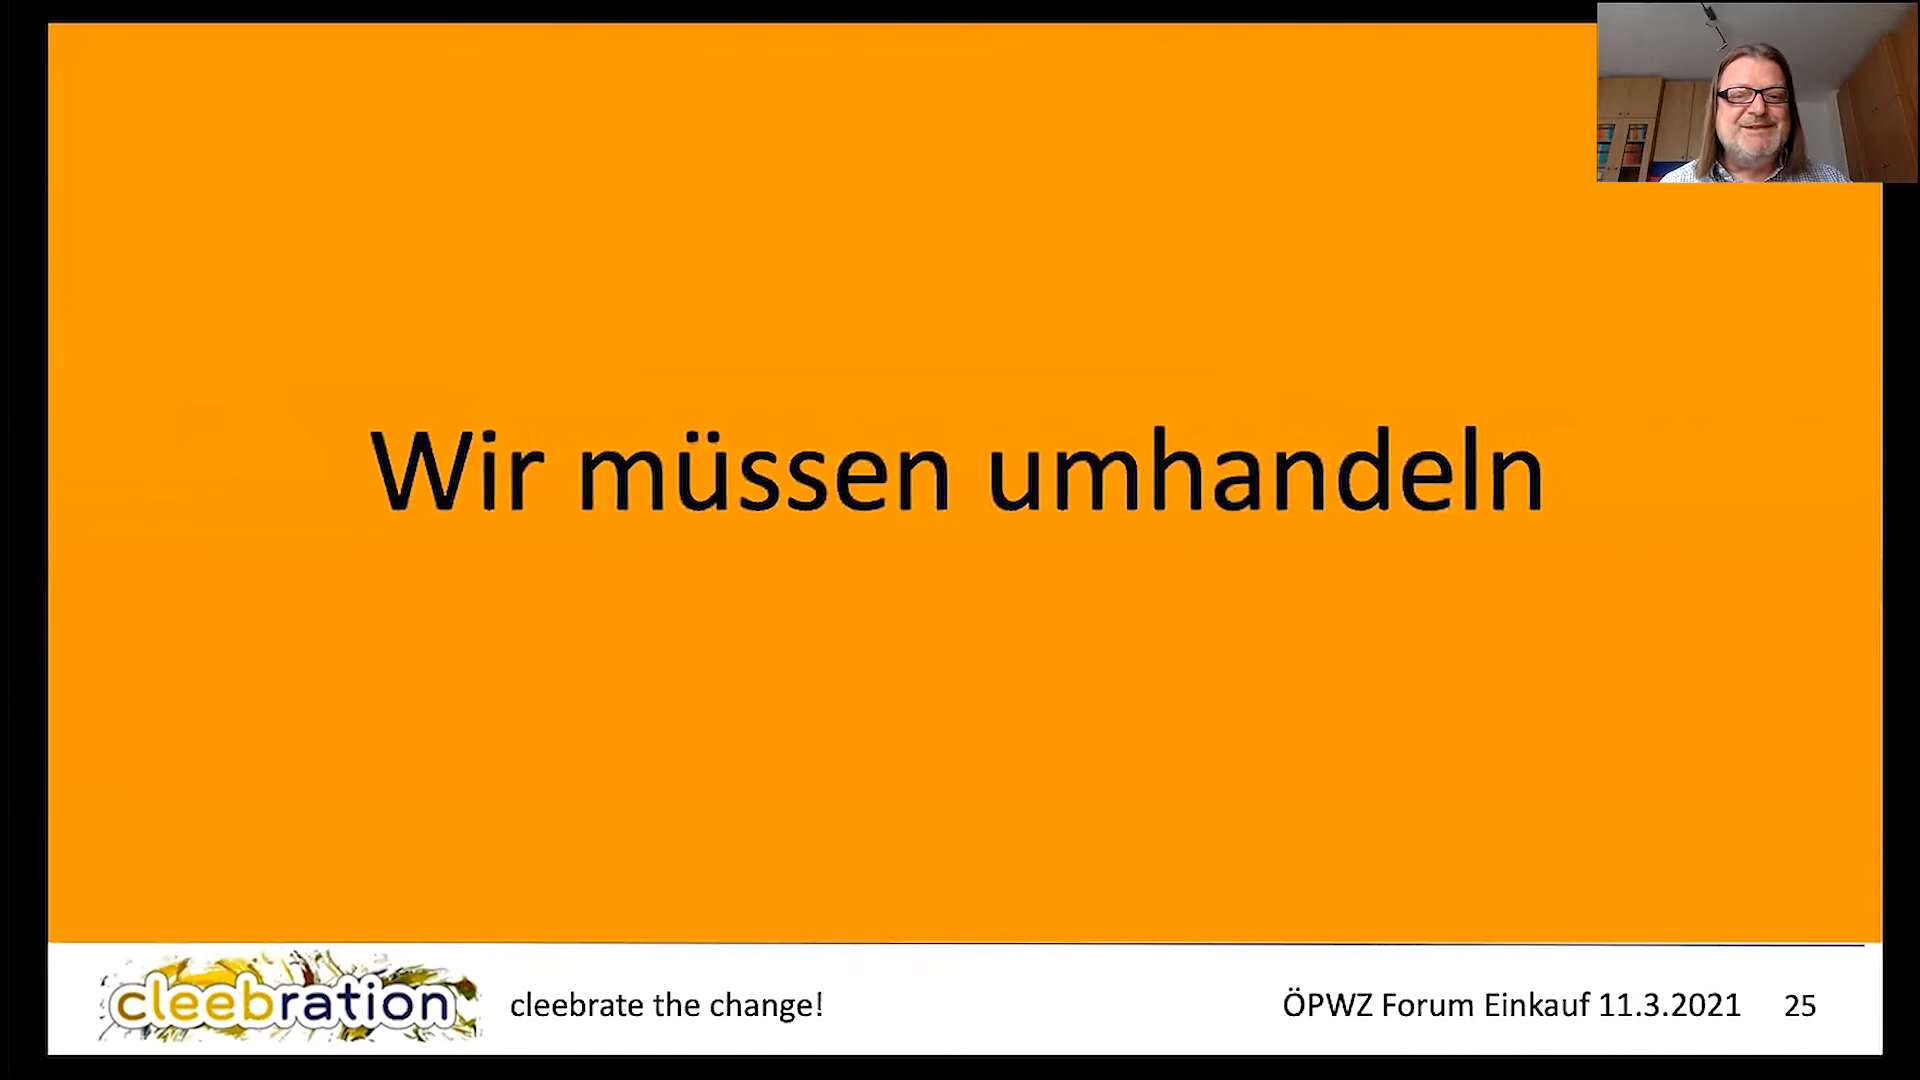 Wir müssen umhandeln
cleebration
cleebrate the change!
ÖPWZ Forum Einkauf 11.3.2021
25